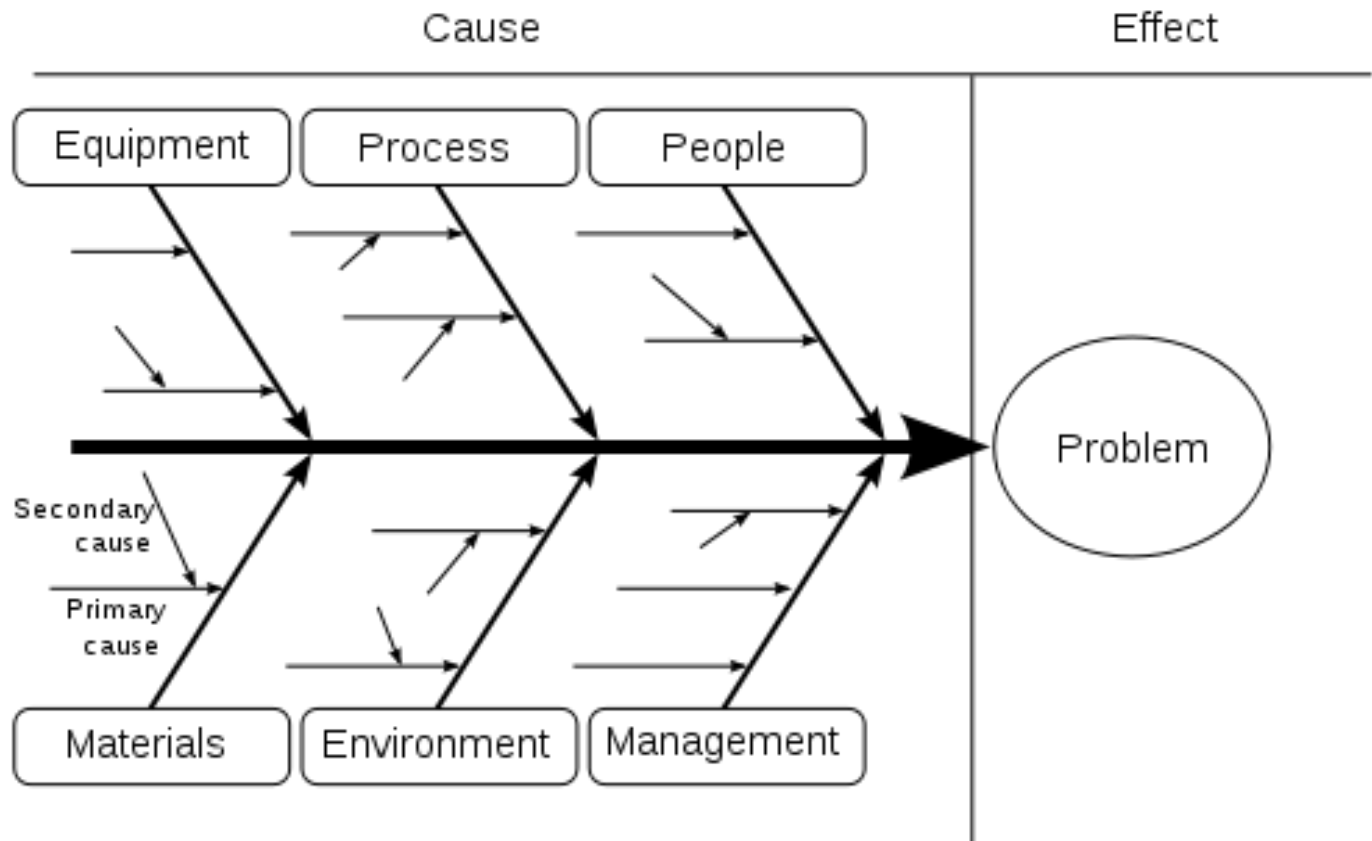 Cause
Effect
Equipment
Process
People
Problem
Secondary
cause
Primary
cause
Materials
Environment
Management